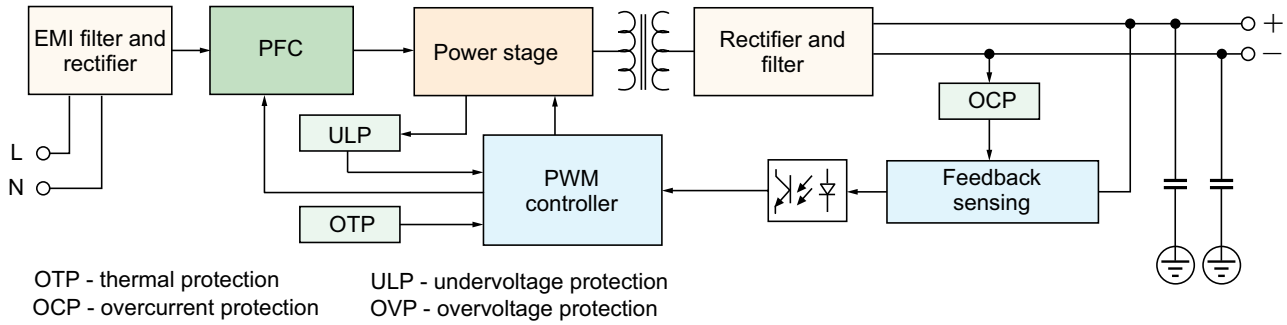 EMI filter and
rectifier
PFC
Power stage
Rectifier and
filter
+
—
OCP
ULP
L
N
PWM
controller
Feedback
sensing
OTP
OTP - thermal protection
OCP - overcurrent protection
ULP - undervoltage protection
OVP - overvoltage protection